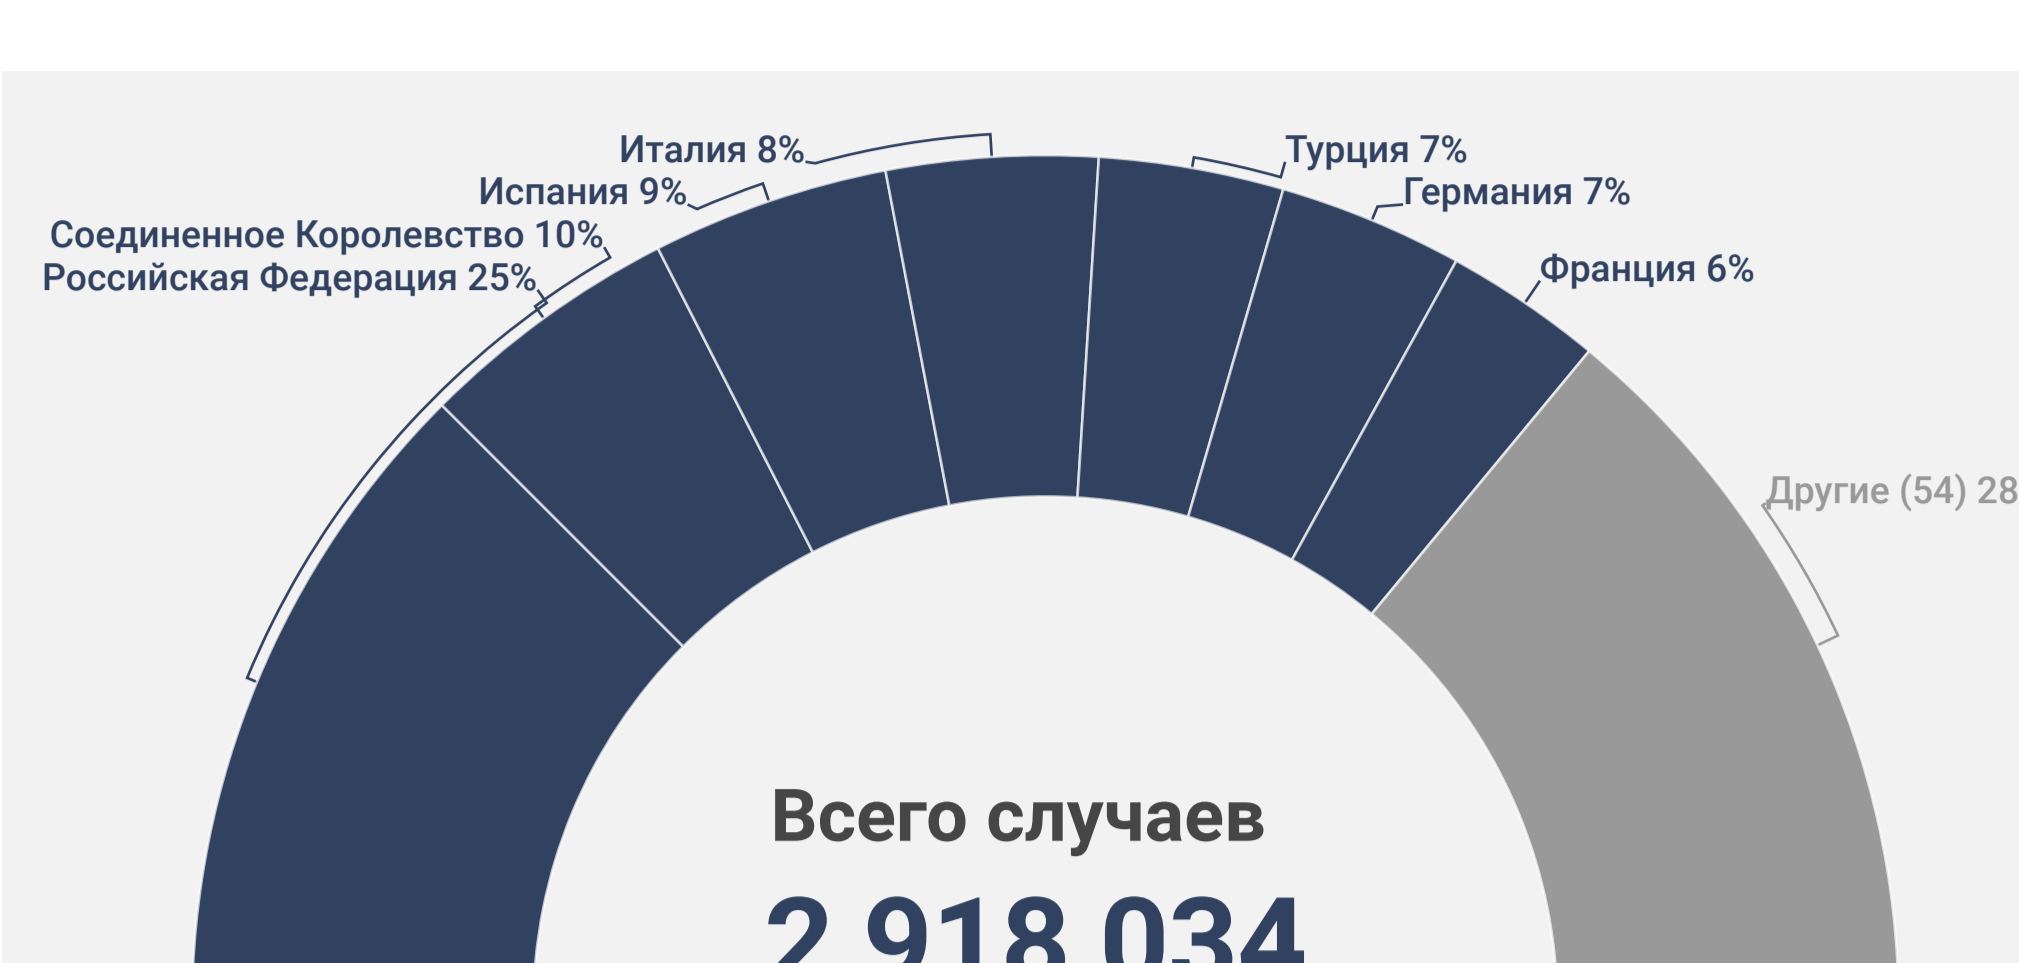 Италия 8%
Турция 7%
Испания 9%
Германия 7%
Соединенное Королевство 10%
Российская Федерация 25%
Франция 6%
Другие (54) 28
Всего случаев
2 918 034